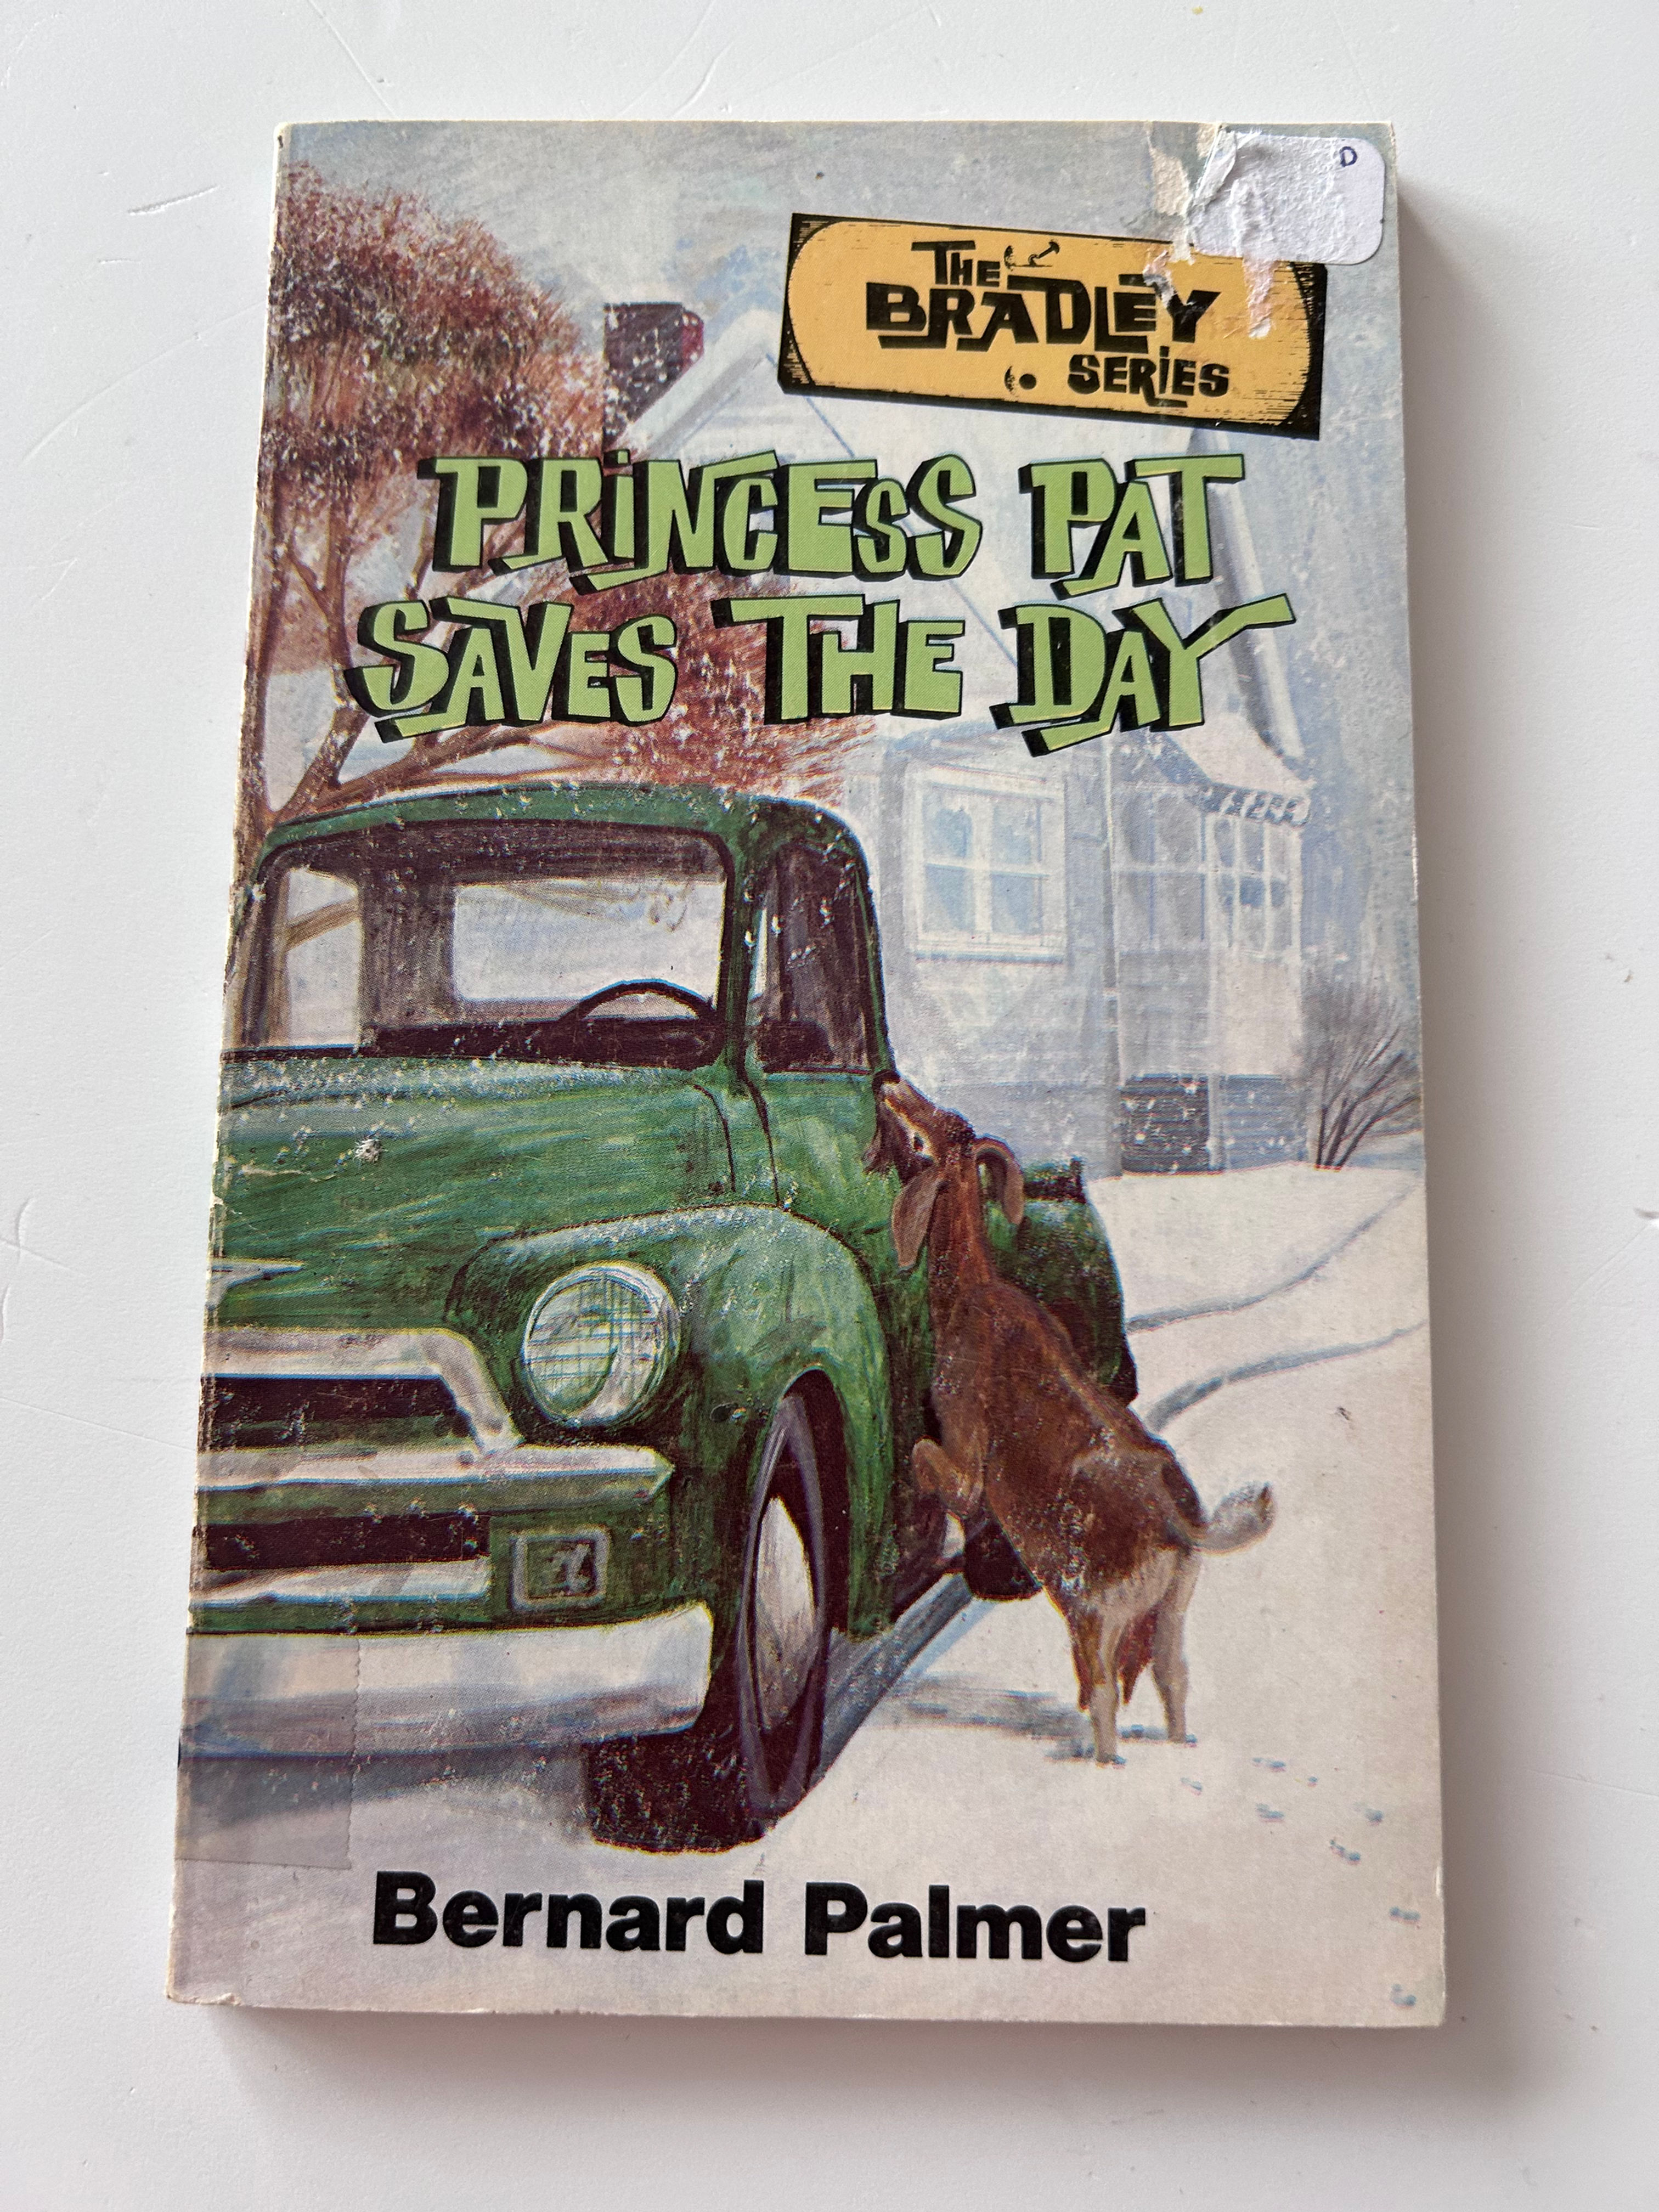 D
THE
BRADLEY
SERIES
PRINCESS PAT
SAVES THE DAY
Bernard Palmer